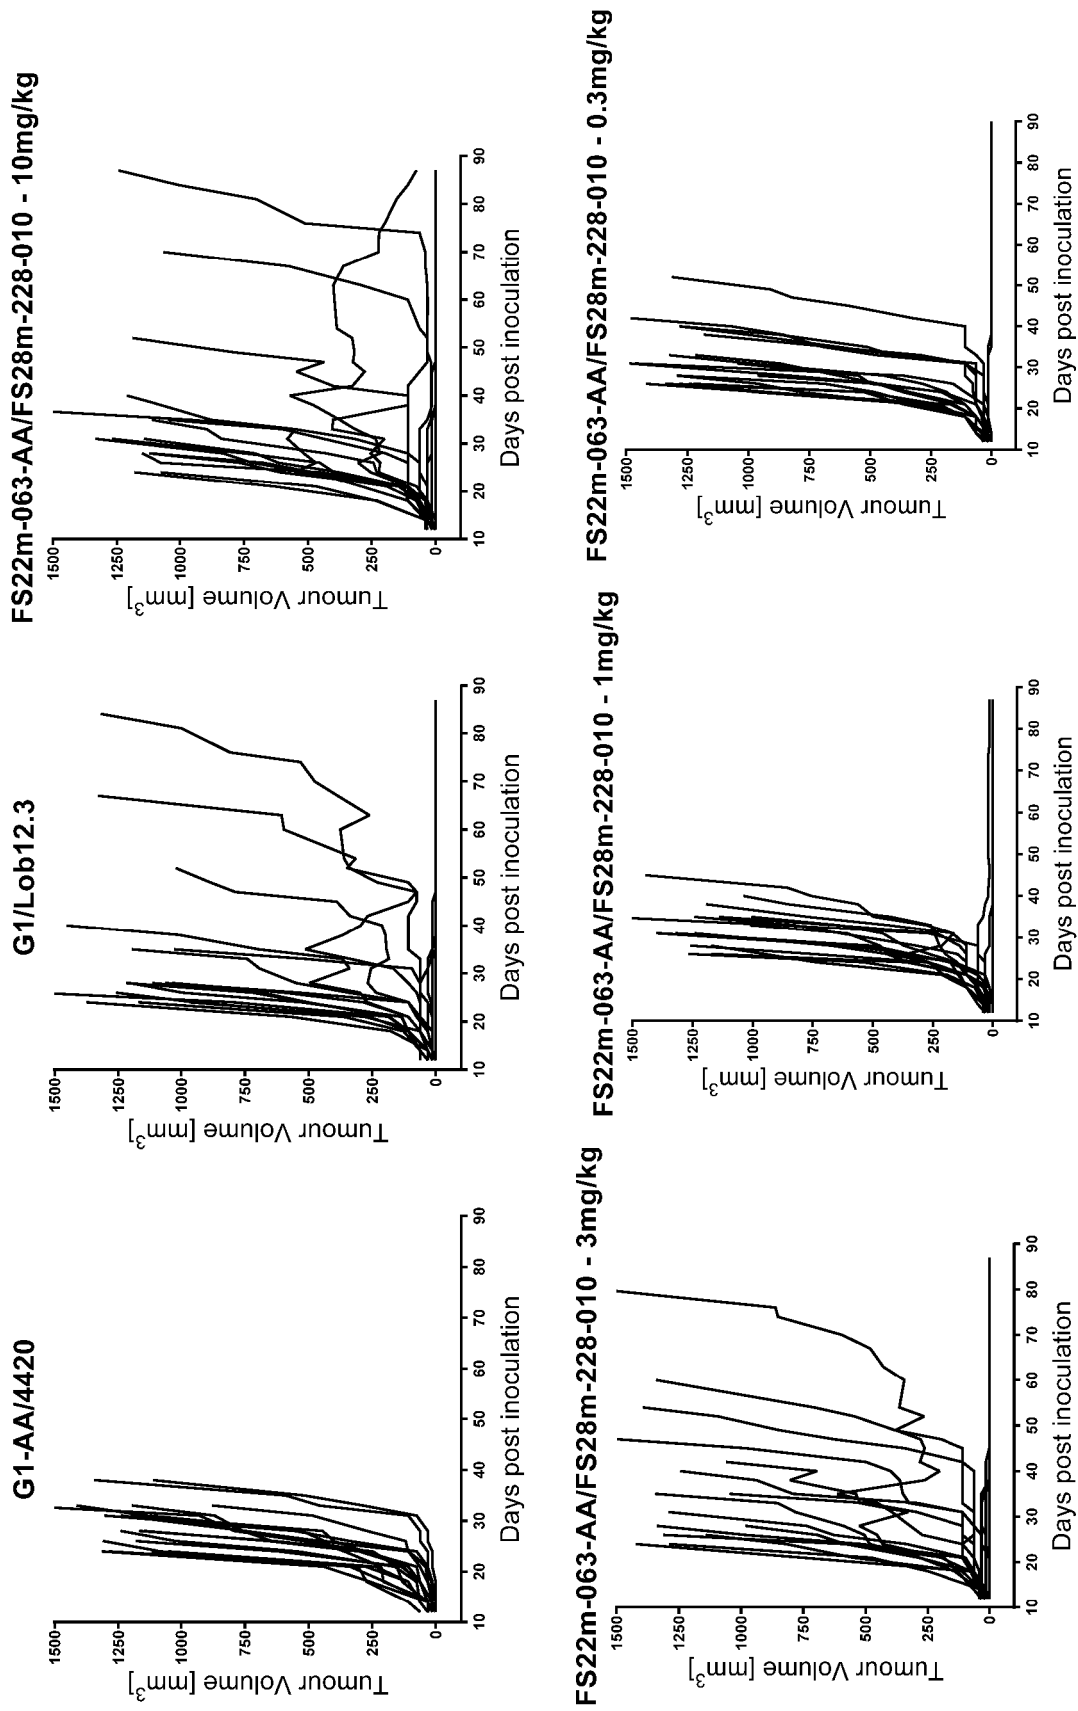 G1-AA/4420
Tumour Volume [mm3]
1500
1250
1000
750
500
250
0
10 20 30 40 50 60 70 80 90
Days post inoculation
G1/Lob12.3
Tumour Volume [mm3]
1500
1250
1000
750
500
250
0
10 20 30 40 50 60 70 80 90
Days post inoculation
FS22m-063-AA/FS28m-228-010 - 10mg/kg
Tumour Volume [mm3]
1500
1250
1000
750
500
250
0
10 20 30 40 50 60 70 80 90
Days post inoculation
FS22m-063-AA/FS28m-228-010 - 3mg/kg
Tumour Volume [mm3]
1500
1250
1000
750
500
250
0
10 20 30 40 50 60 70 80 90
Days post inoculation
FS22m-063-AA/FS28m-228-010 - 1mg/kg
Tumour Volume [mm3]
1500
1250
1000
750
500
250
0
10 20 30 40 50 60 70 80 90
Days post inoculation
FS22m-063-AA/FS28m-228-010 - 0.3mg/kg
Tumour Volume [mm3]
1500
1250
1000
750
500
250
0
10 20 30 40 50 60 70 80 90
Days post inoculation